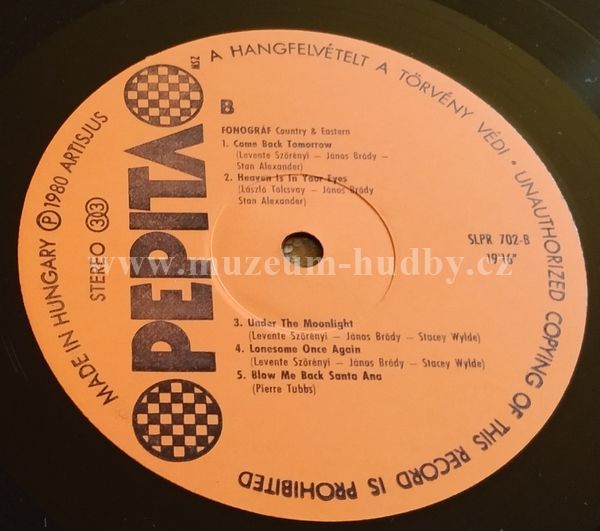 MSZ A HANGFELVÉTELT A TÖRVÉNY VÉDI • UNAUTHORIZED COPYING OF THIS RECORD IS PROHIBITED
MADE IN HUNGARY Ⓟ 1980 ARTISJUS
STEREO 33
PEPITA
B
FONOGRÁF Country & Eastern
1. Come Back Tomorrow
(Levente Szörényi – János Bródy –
Stan Alexander)
2. Heaven Is In Your Eyes
(László Tolcsvay – János Bródy
Stan Alexander)
SLPR 702-B
www.muzeum-hudby.cz
3. Under The Moonlight
(Levente Szörényi – János Bródy – Stacey Wylde)
4. Lonesome Once Again
(Levente Szörényi – János Bródy – Stacey Wylde)
5. Blow Me Back Santa Ana
(Pierre Tubbs)